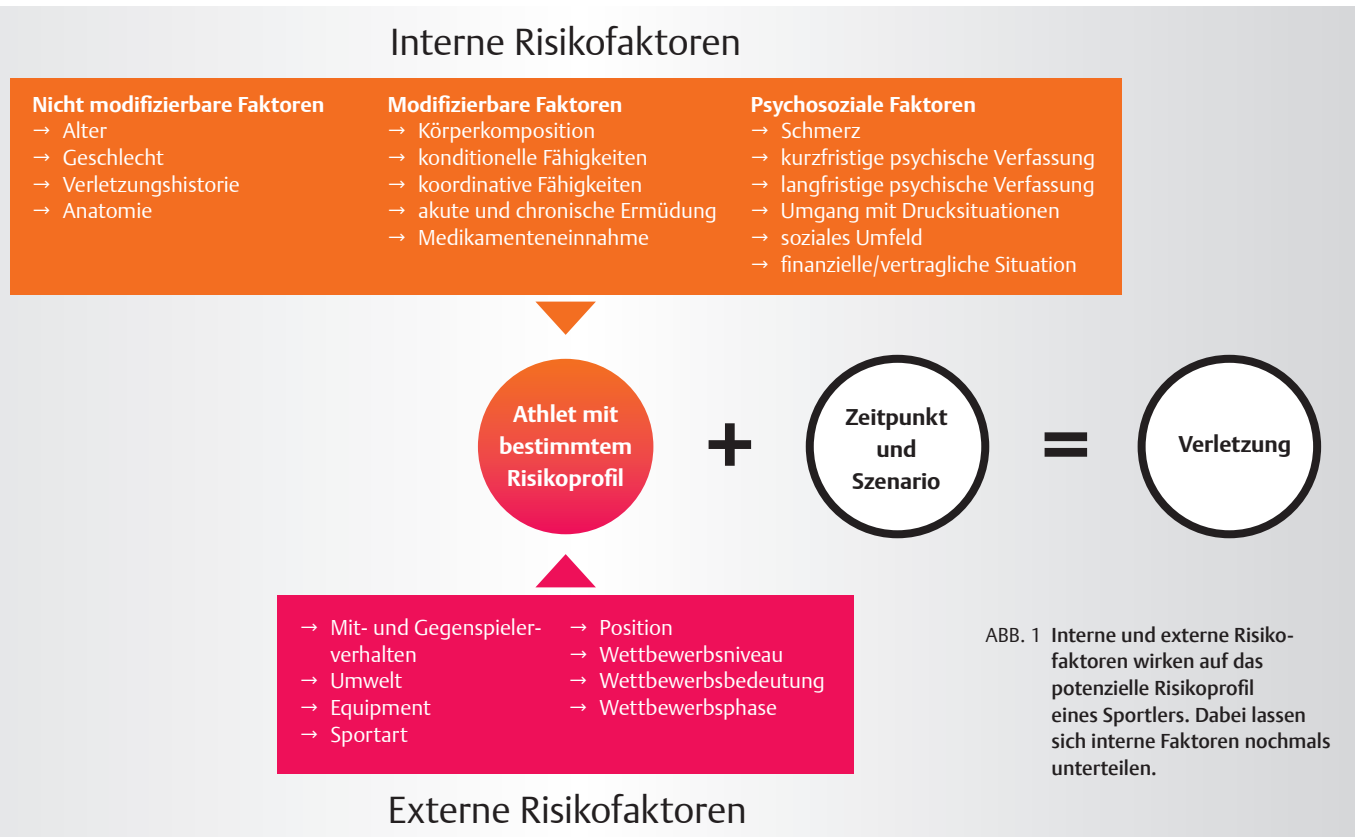 Interne Risikofaktoren
Nicht modifizierbare Faktoren
→ Alter
→ Geschlecht
→ Verletzungshistorie
→ Anatomie
Modifizierbare Faktoren
→ Körperkomposition
→ konditionelle Fähigkeiten
→ koordinative Fähigkeiten
→ akute und chronische Ermüdung
→ Medikamenteneinnahme
Psychosoziale Faktoren
→ Schmerz
→ kurzfristige psychische Verfassung
→ langfristige psychische Verfassung
→ Umgang mit Drucksituationen
→ soziales Umfeld
→ finanzielle/vertragliche Situation
Athlet mit
bestimmtem
Risikoprofil
+
Zeitpunkt
und
Szenario
=
Verletzung
→ Mit- und Gegenspieler-
verhalten
→ Umwelt
→ Equipment
→ Sportart
→ Position
→ Wettbewerbsniveau
→ Wettbewerbsbedeutung
→ Wettbewerbsphase
Externe Risikofaktoren
ABB. 1 Interne und externe Risiko-
faktoren wirken auf das
potenzielle Risikoprofil
eines Sportlers. Dabei lassen
sich interne Faktoren nochmals
unterteilen.